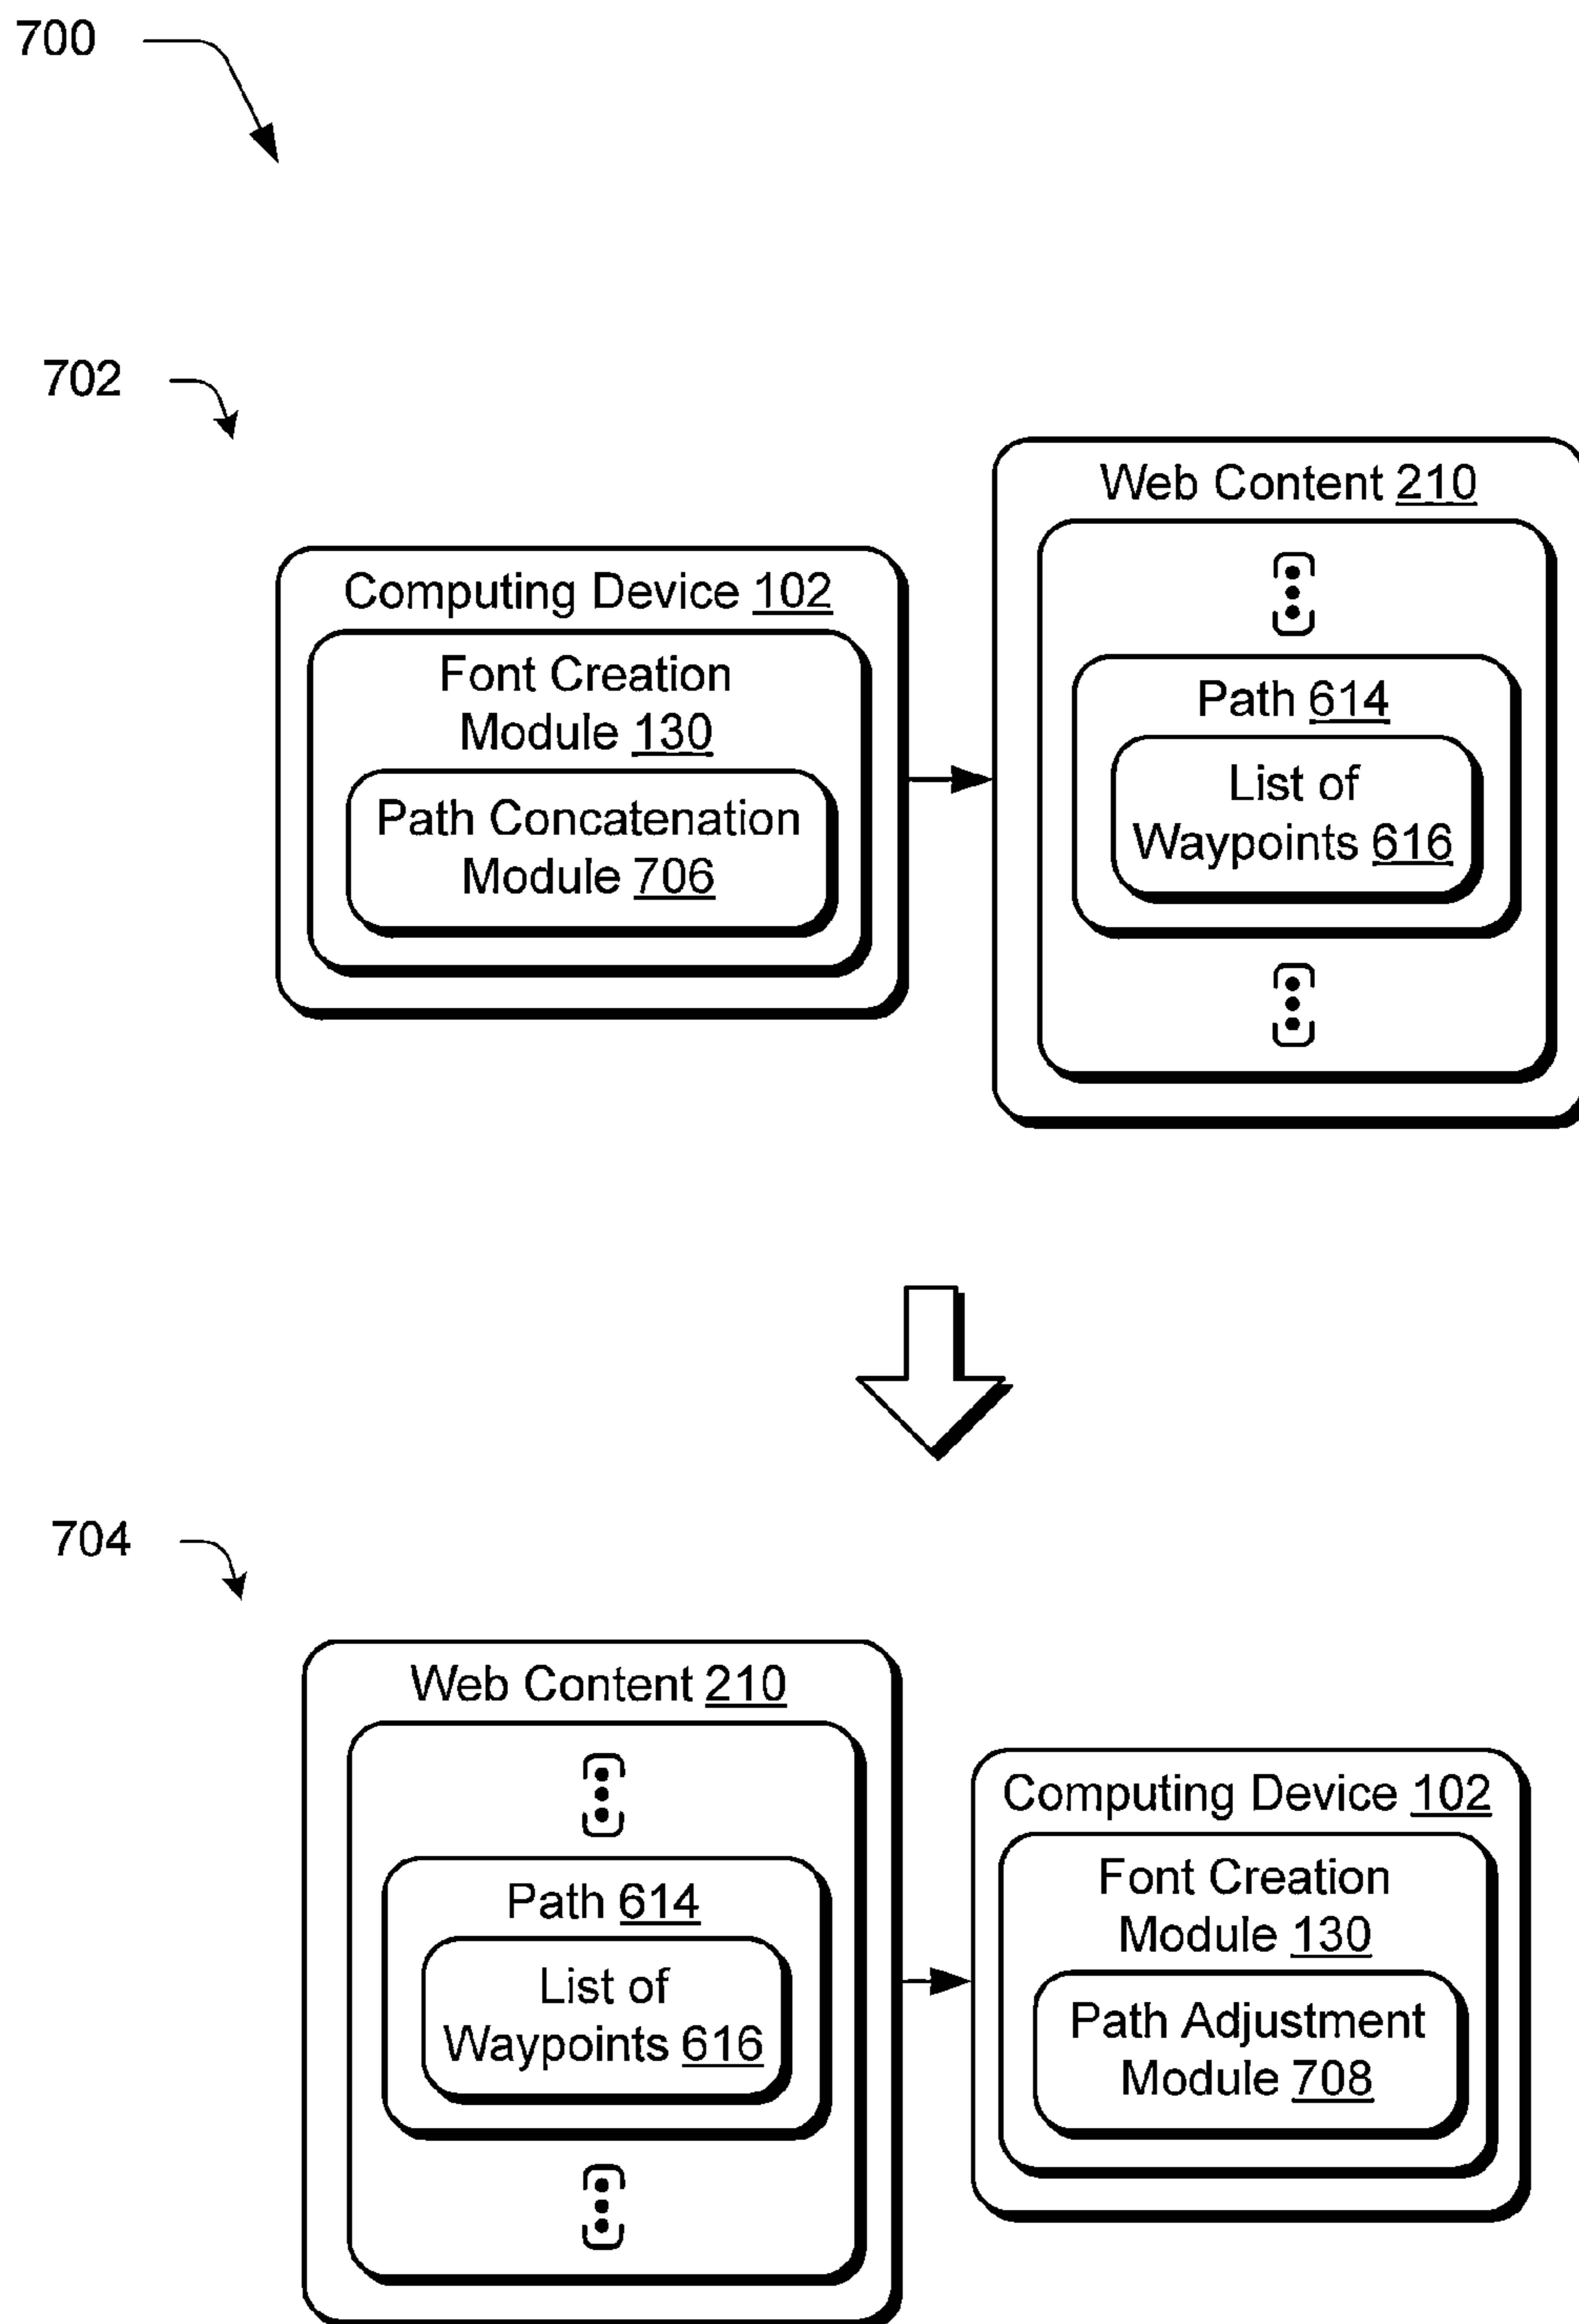 700
702
Web Content 210
Computing Device 102
Font Creation
Module 130
Path 614
List of
Waypoints 616
Path Concatenation
Module 706
704
Web Content 210
Computing Device 102
Font Creation
Module 130
Path 614
List of
Waypoints 616
Path Adjustment
Module 708